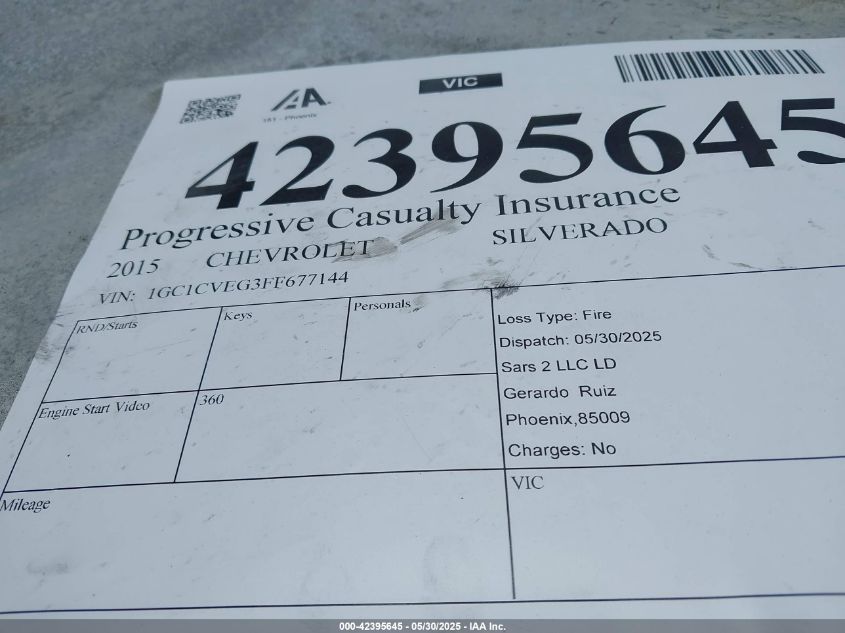 IAA
VIC
151 - Phoenix
42395645
Progressive Casualty Insurance
2015 CHEVROLET SILVERADO
VIN: 1GC1CVEG3FF677144
RND/Starts Keys Personals
Loss Type: Fire
Dispatch: 05/30/2025
Sars 2 LLC LD
Gerardo Ruiz
Phoenix,85009
Charges: No
Engine Start Video 360
Mileage
VIC
000-42395645 - 05/30/2025 - IAA Inc.